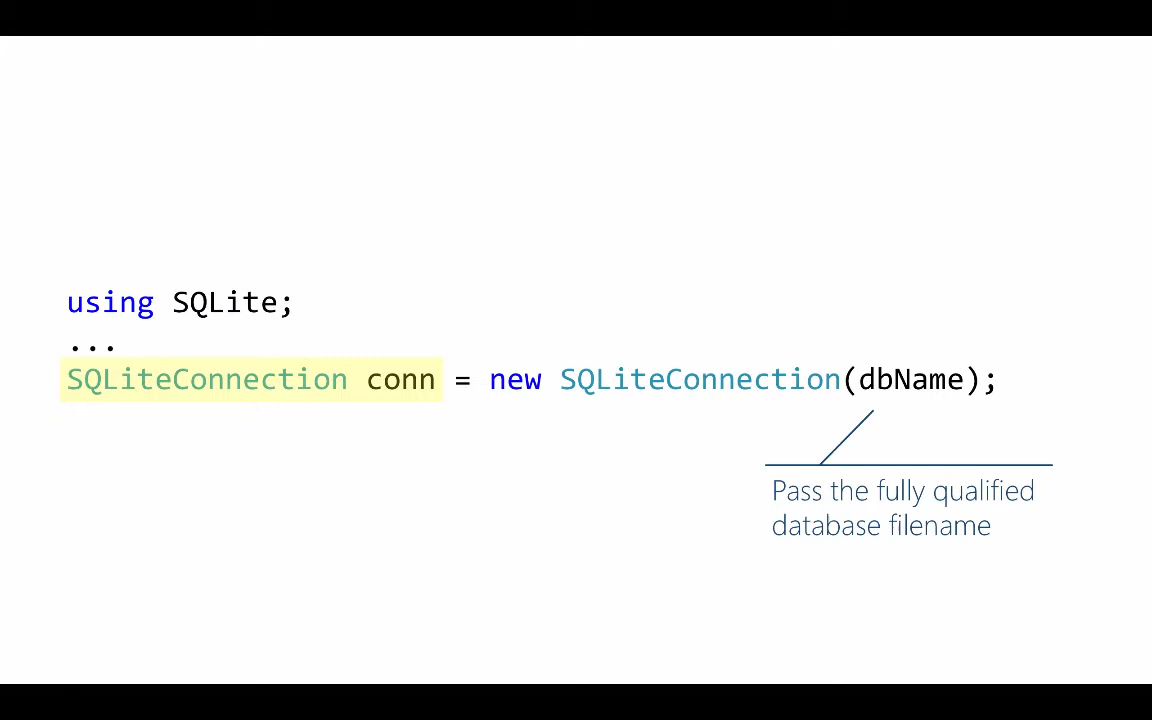 using SQLite;
...
SQLiteConnection conn = new SQLiteConnection(dbName);
Pass the fully qualified
database filename